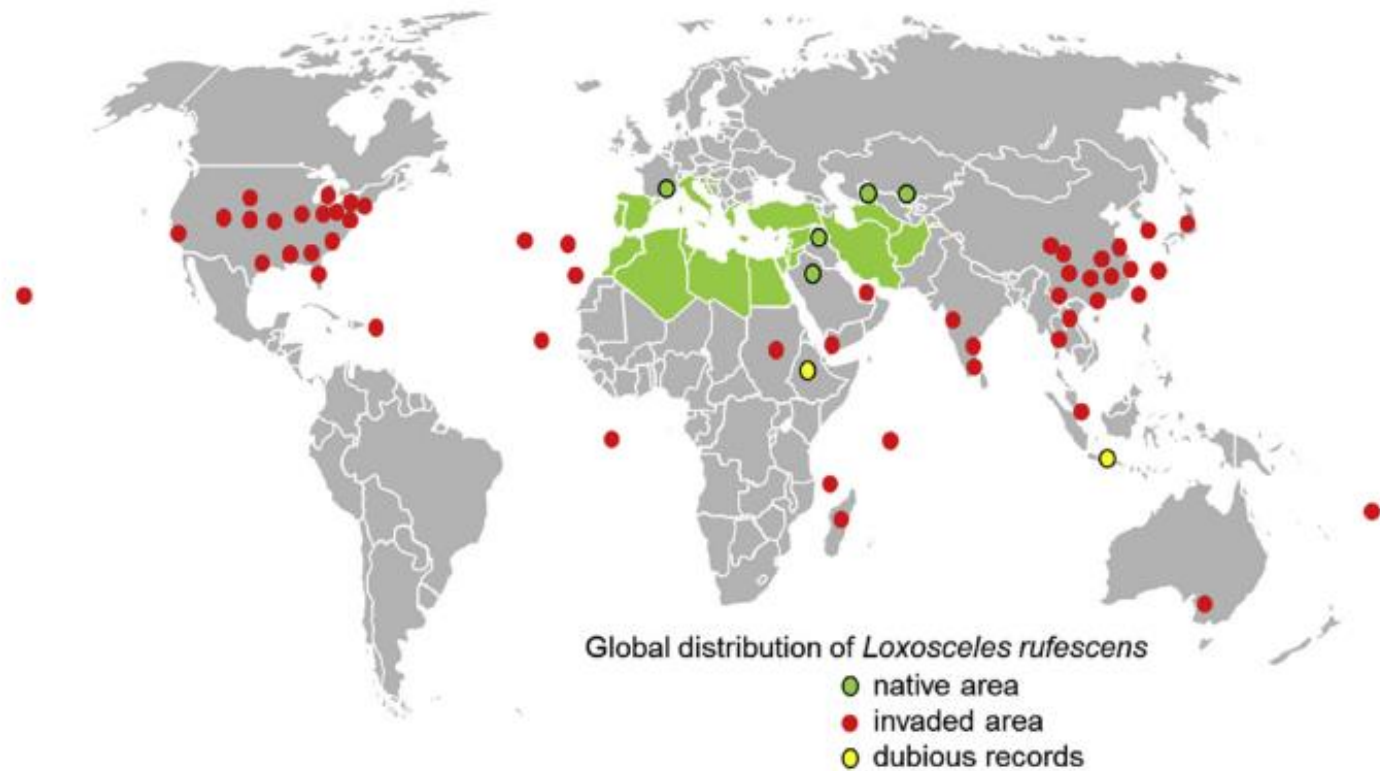 Global distribution of Loxosceles rufescens
native area
invaded area
dubious records